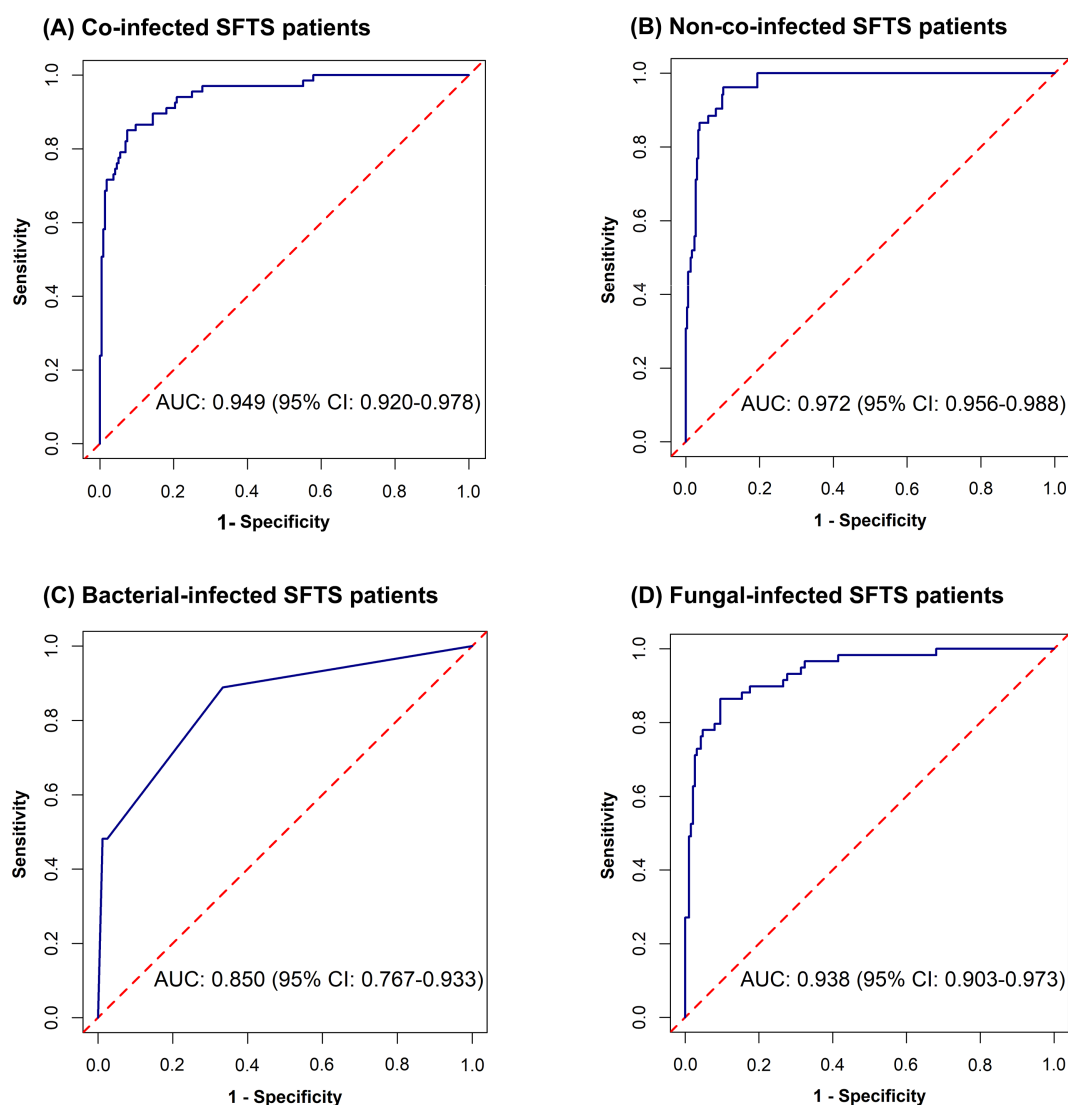 (A) Co-infected SFTS patients
Sensitivity
0.0 0.2 0.4 0.6 0.8 1.0
AUC: 0.949 (95% CI: 0.920-0.978)
0.0 0.2 0.4 0.6 0.8 1.0
1- Specificity
(B) Non-co-infected SFTS patients
Sensitivity
0.0 0.2 0.4 0.6 0.8 1.0
AUC: 0.972 (95% CI: 0.956-0.988)
0.0 0.2 0.4 0.6 0.8 1.0
1 - Specificity
(C) Bacterial-infected SFTS patients
Sensitivity
0.0 0.2 0.4 0.6 0.8 1.0
AUC: 0.850 (95% CI: 0.767-0.933)
0.0 0.2 0.4 0.6 0.8 1.0
1 - Specificity
(D) Fungal-infected SFTS patients
Sensitivity
0.0 0.2 0.4 0.6 0.8 1.0
AUC: 0.938 (95% CI: 0.903-0.973)
0.0 0.2 0.4 0.6 0.8 1.0
1 - Specificity